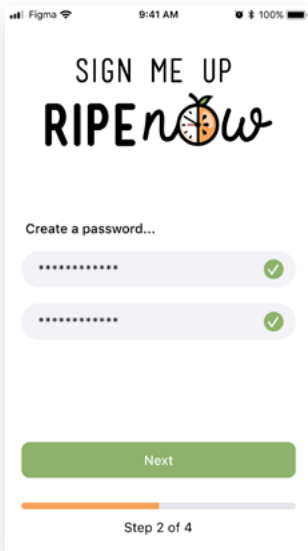 Figma 9:41 AM 100%
SIGN ME UP
RIPEnow
Create a password...
************
************
Next
Step 2 of 4